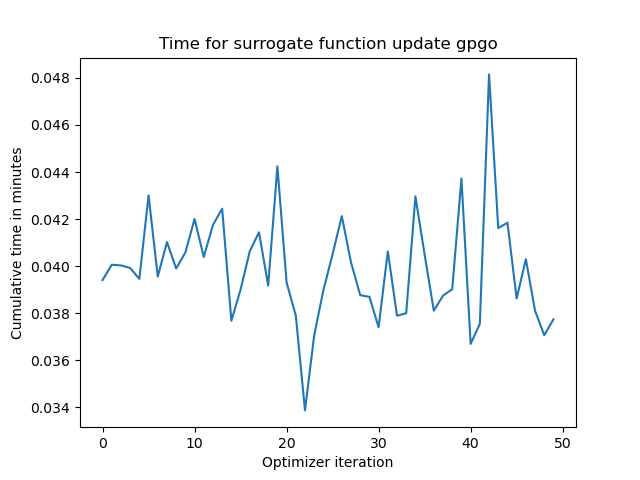 Time for surrogate function update gpgo
Cumulative time in minutes
0.048
0.046
0.044
0.042
0.040
0.038
0.036
0.034
0 10 20 30 40 50
Optimizer iteration